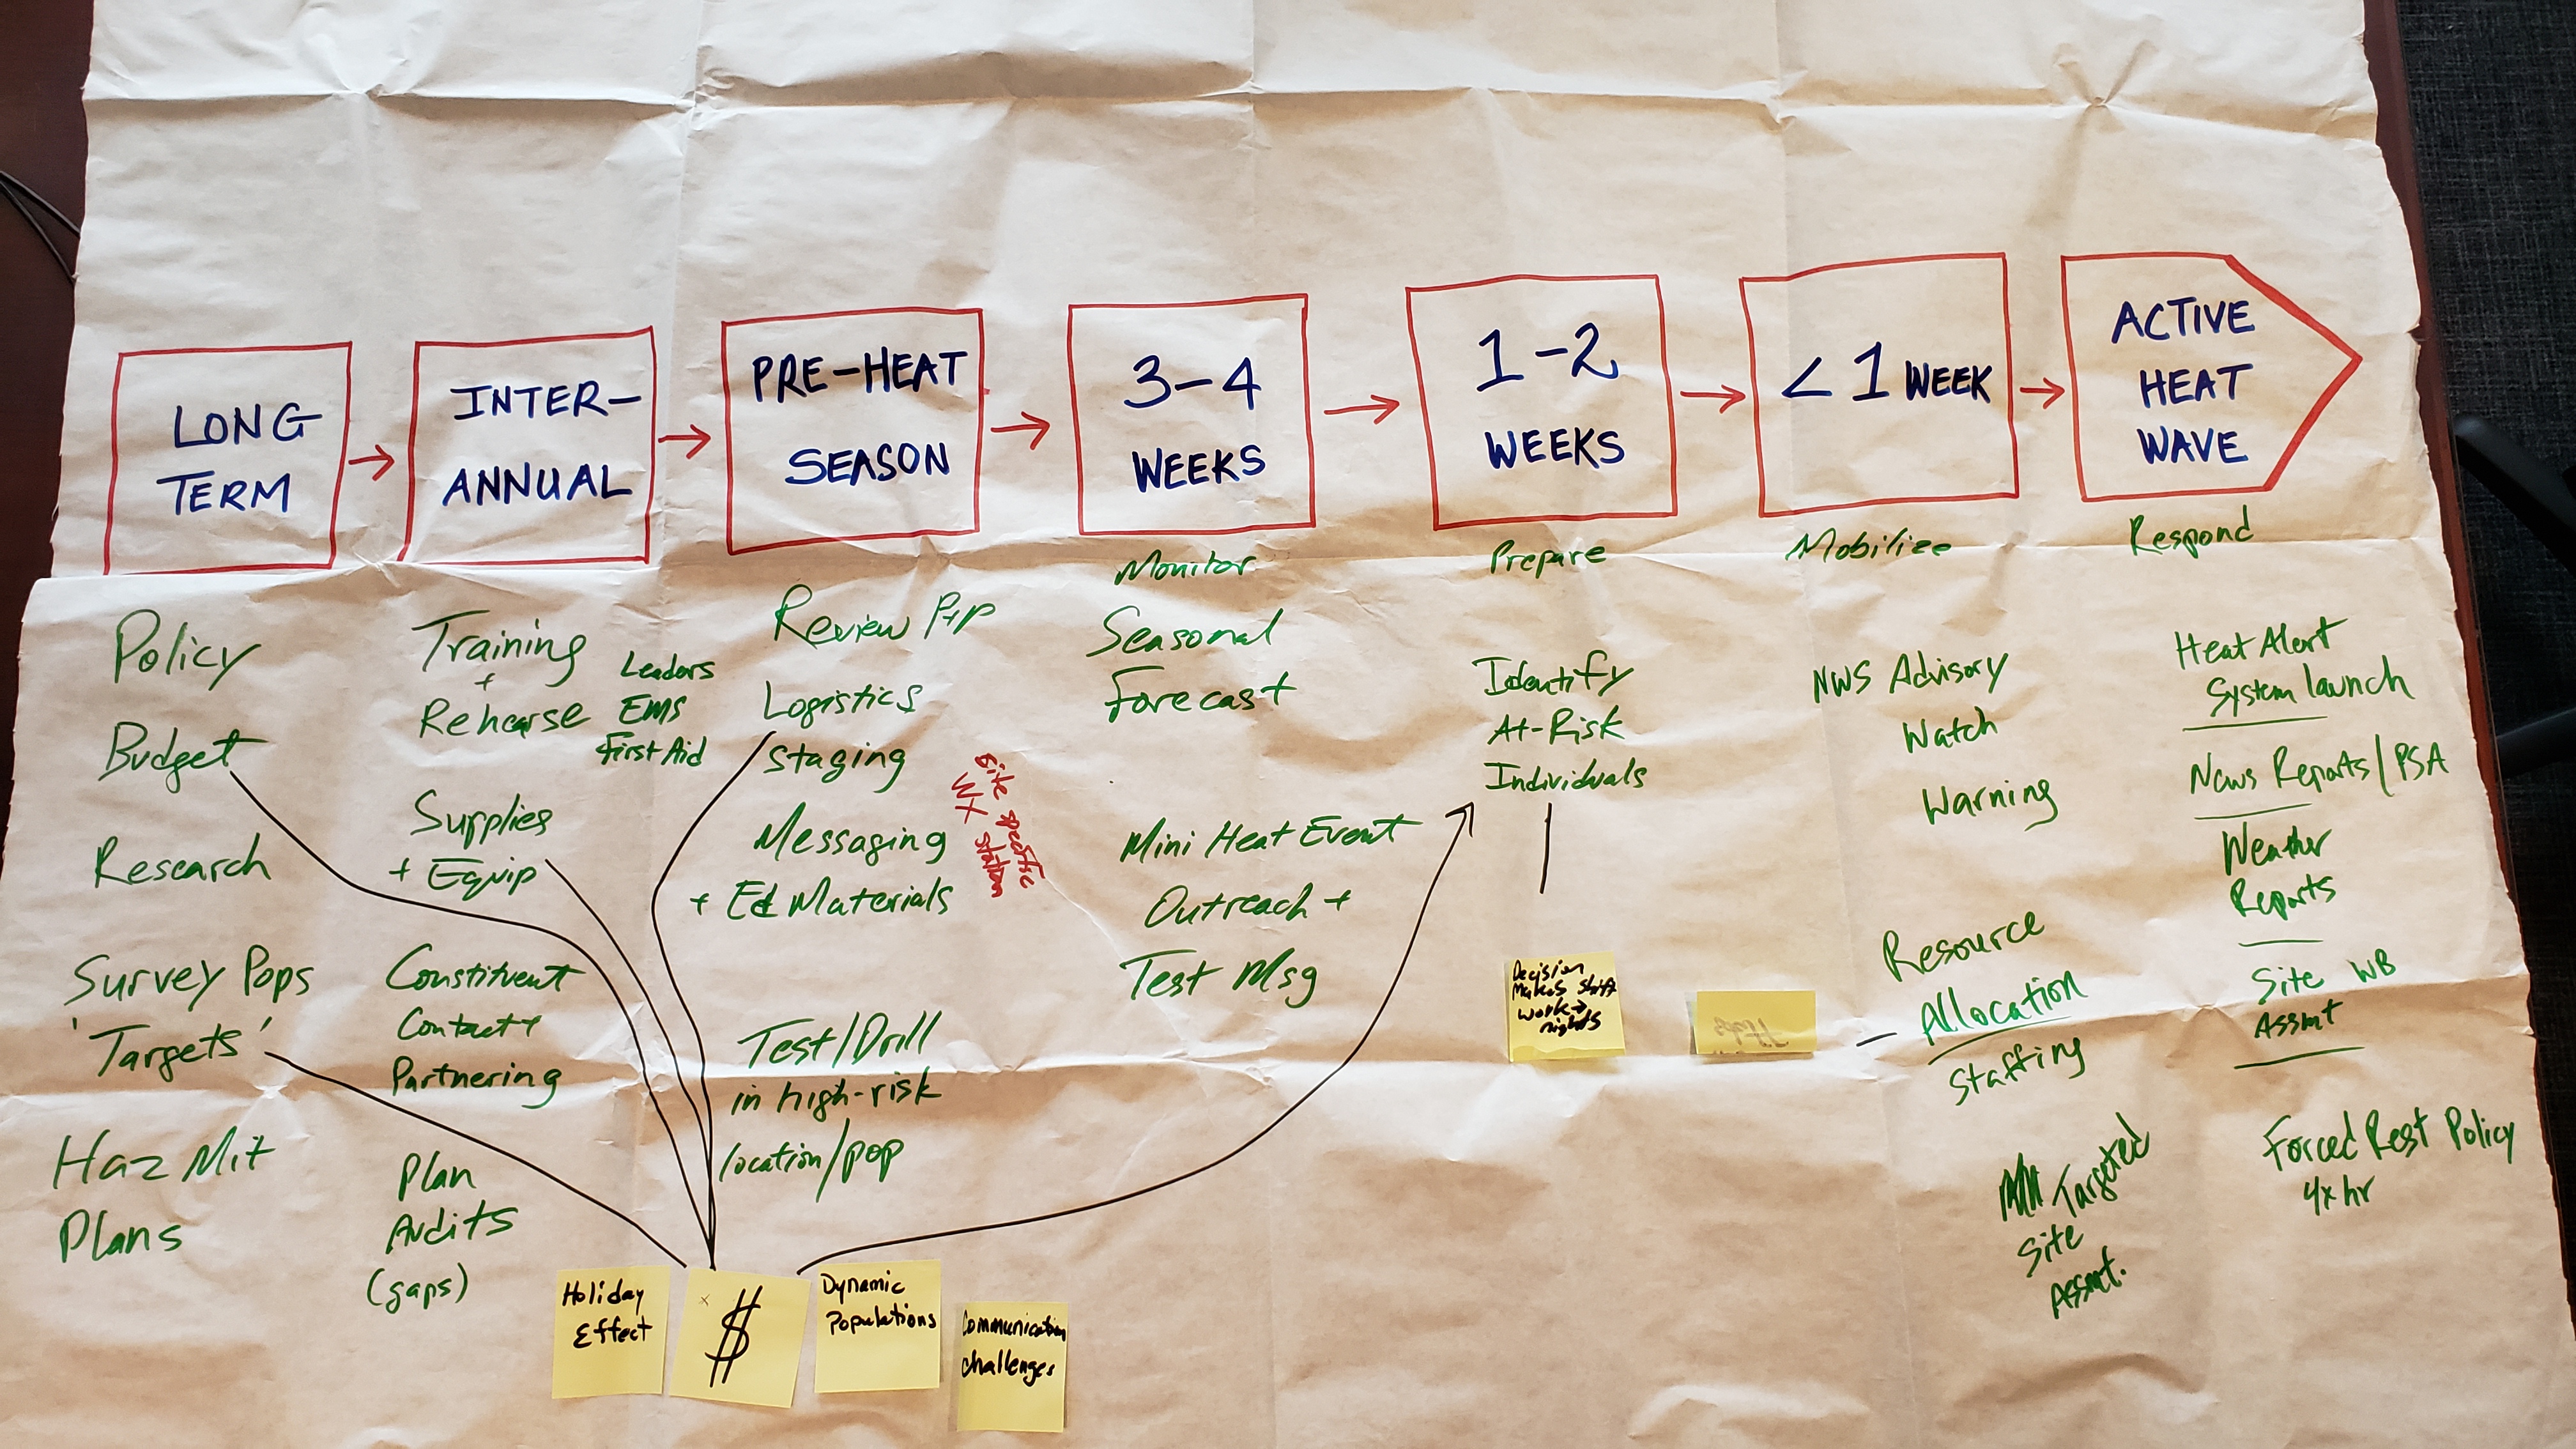 LONG
TERM
INTER-
ANNUAL
PRE-HEAT
SEASON
3-4
WEEKS
1-2
WEEKS
< 1 WEEK
ACTIVE
HEAT
WAVE
Monitor
Prepare
Mobilize
Respond
Policy
Budget
Research
Survey Pops
'Targets'
Haz Mit
Plans
Training
+
Rehearse
Leaders
EMS
First Aid
Supplies
+ Equip
Constituent
Contact +
Partnering
Plan
Audits
(gaps)
Review P+P
Logistics
Staging
Messaging
+ Ed Materials
Site specific
WX station
Test/Drill
in high-risk
location/pop
Seasonal
Forecast
Mini Heat Event
Outreach +
Test Msg
Identify
At-Risk
Individuals
Decision
Makers shift
work →
nights
NWS Advisory
Watch
Warning
Resource
Allocation
Staffing
Targeted
Site
Assmt.
Heat Alert
System launch
News Reports/PSA
Weather
Reports
Site WB
Assmt
Forced Rest Policy
4x hr
Holiday
Effect
$
Dynamic
Populations
Communication
Challenges